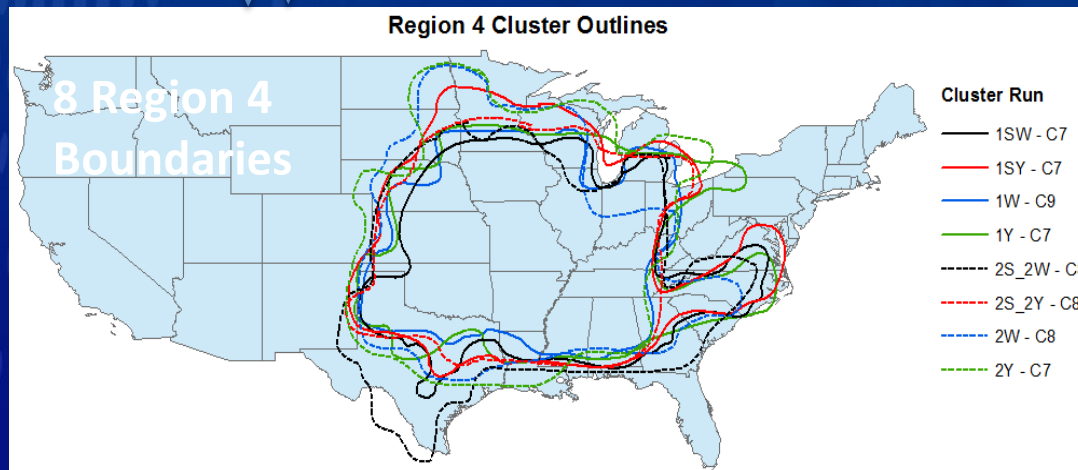 Region 4 Cluster Outlines
8 Region 4
Boundaries
Cluster Run
1SW - C7
1SY - C7
1W - C9
1Y - C7
2S_2W - C
2S_2Y - C8
2W - C8
2Y - C7